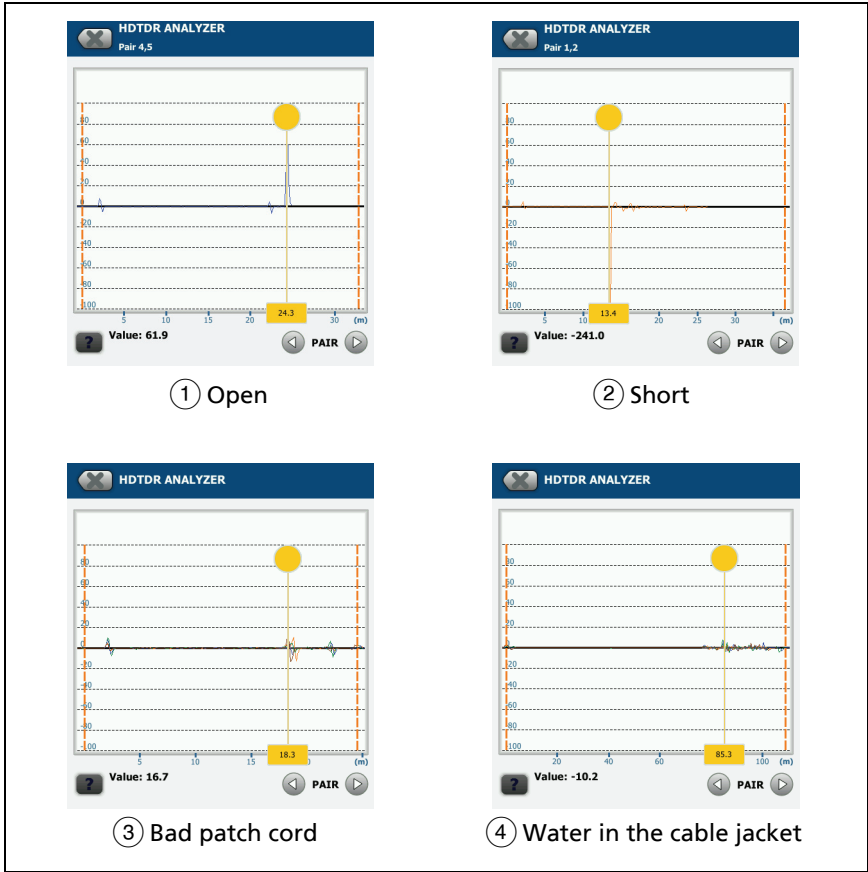 HDTDR ANALYZER
Pair 4,5
80
60
40
20
0
-20
-40
-60
-80
-100
24.3
5 10 15 20 30 (m)
? Value: 61.9 PAIR
1 Open
HDTDR ANALYZER
Pair 1,2
80
60
40
20
0
-20
-40
-60
-80
-100
13.4
5 10 20 25 30 (m)
? Value: -241.0 PAIR
2 Short
HDTDR ANALYZER
80
60
40
20
0
-20
-40
-60
-80
-100
18.3
5 10 15 (m)
? Value: 16.7 PAIR
3 Bad patch cord
HDTDR ANALYZER
80
60
40
20
0
-20
-40
-60
-80
-100
85.3
20 40 60 100 (m)
? Value: -10.2 PAIR
4 Water in the cable jacket